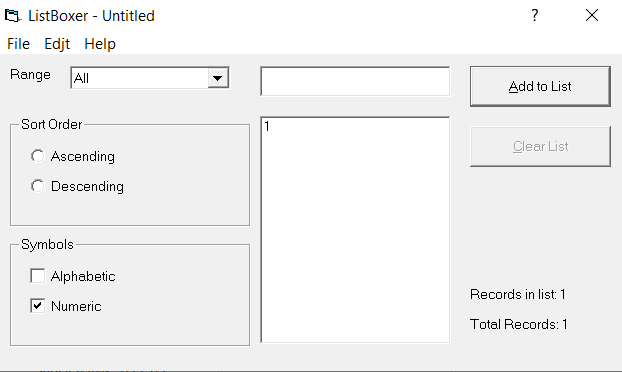 ListBoxer - Untitled
?
File Edjt Help
Range
All
Add to List
Sort Order
Ascending
Descending
1
Clear List
Symbols
Alphabetic
Numeric
Records in list: 1
Total Records: 1